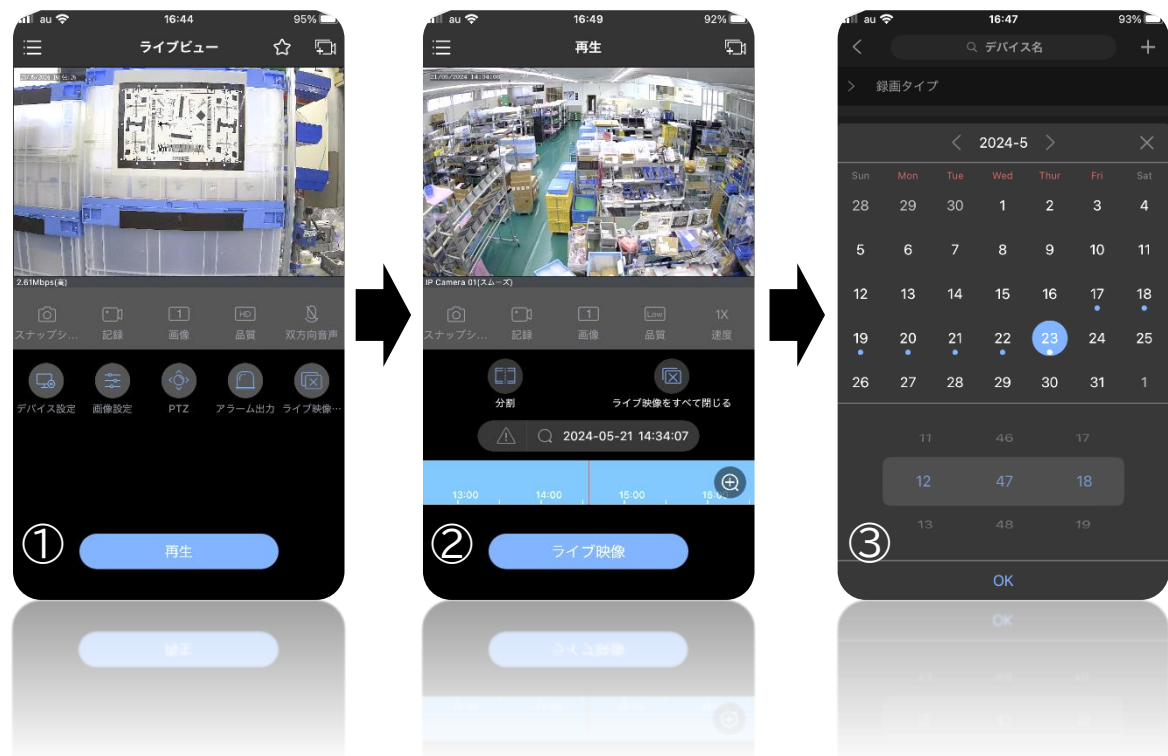 au 16:44 95%
ライブビュー
2.61Mbps(高)
スナップシ... 記録 画像 品質 双方向音声
1 HD
デバイス設定 画像設定 PTZ アラーム出力 ライブ映像...
① 再生
au 16:49 92%
再生
21/05/2024 14:34:08
IP Camera 01(スムーズ)
1 Low 1X
スナップシ... 記録 画像 品質 速度
分割 ライブ映像をすべて閉じる
2024-05-21 14:34:07
13:00 14:00 15:00
② ライブ映像
au 16:47 93%
デバイス名
録画タイプ
2024-5
Sun Mon Tue Wed Thur Fri Sat
28 29 30 1 2 3 4
5 6 7 8 9 10 11
12 13 14 15 16 17 18
19 20 21 22 23 24 25
26 27 28 29 30 31 1
11 46 17
12 47 18
13 48 19
③
OK